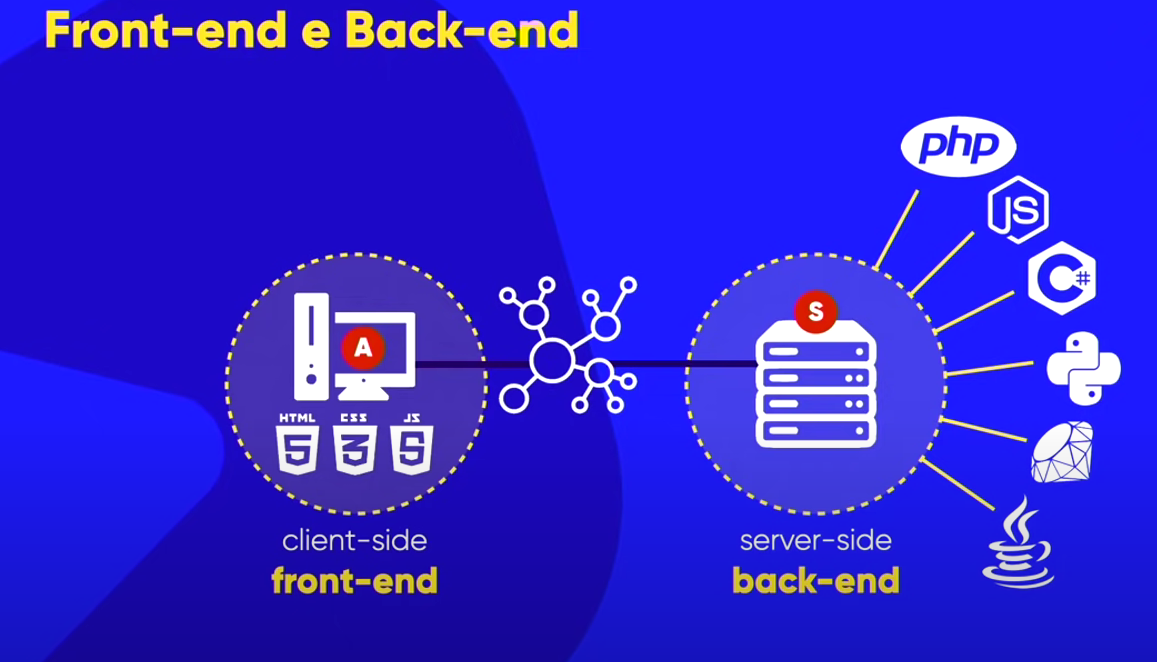 Front-end e Back-end
php
JS
C#
S
A
HTML
CSS
JS
5
3
S
client-side
front-end
server-side
back-end